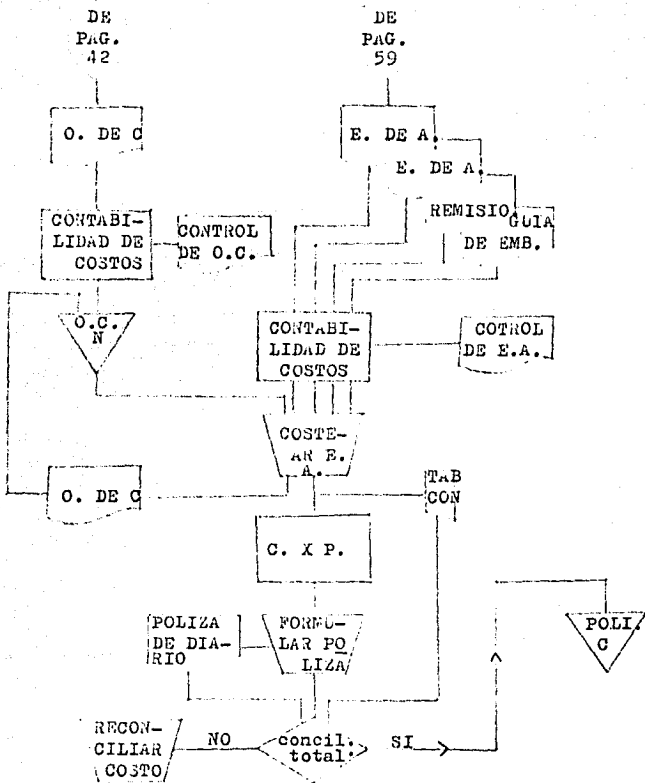 DE
PAG.
42
DE
PAG.
59
O. DE C
E. DE A.
E. DE A.
REMISIO.
GUIA
DE EMB.
CONTABI-
LIDAD DE
COSTOS
CONTROL
DE O.C.
O.C.
N
CONTABI-
LIDAD DE
COSTOS
COTROL
DE E.A.
COSTE-
AR E.
A.
O. DE C
TAB
CON
C. X P.
POLIZA
DE DIA-
RIO
FORMU-
LAR PO
LIZA
POLI.
C
RECON-
CILIAR
COSTO
NO
concil.
total.
SI